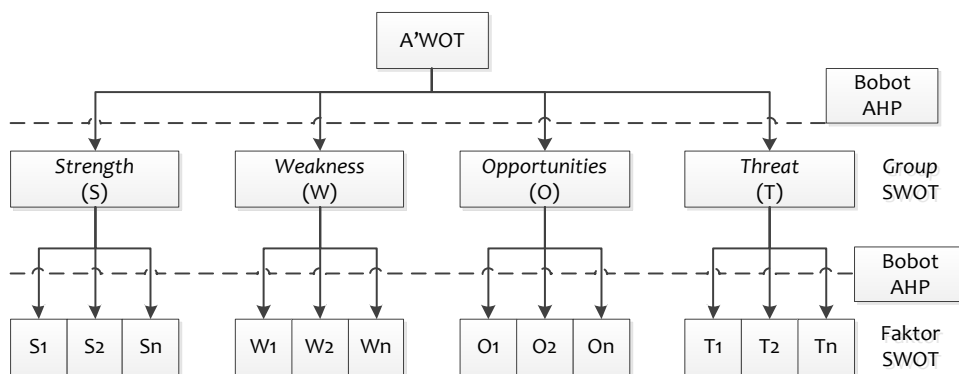 A'WOT
Bobot
AHP
Strength
(S)
Weakness
(W)
Opportunities
(O)
Threat
(T)
Group
SWOT
Bobot
AHP
S1
S2
Sn
W1
W2
Wn
O1
O2
On
T1
T2
Tn
Faktor
SWOT